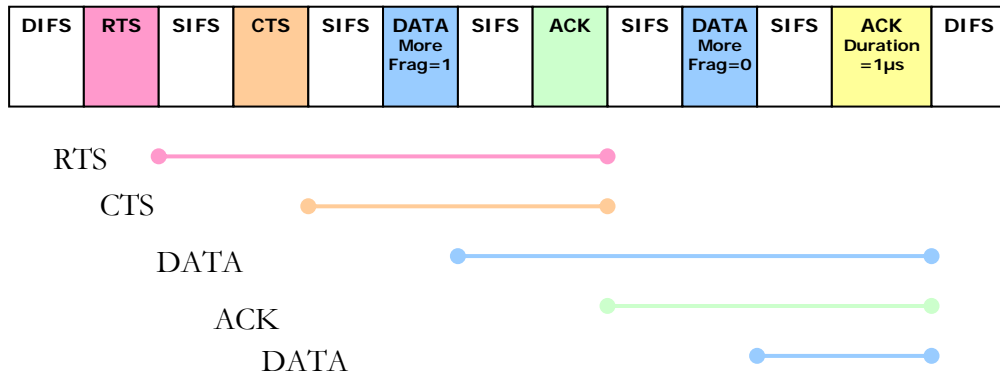 DIFS
RTS
SIFS
CTS
SIFS
DATA
More
Frag=1
SIFS
ACK
SIFS
DATA
More
Frag=0
SIFS
ACK
Duration
=1µs
DIFS
RTS
CTS
DATA
ACK
DATA